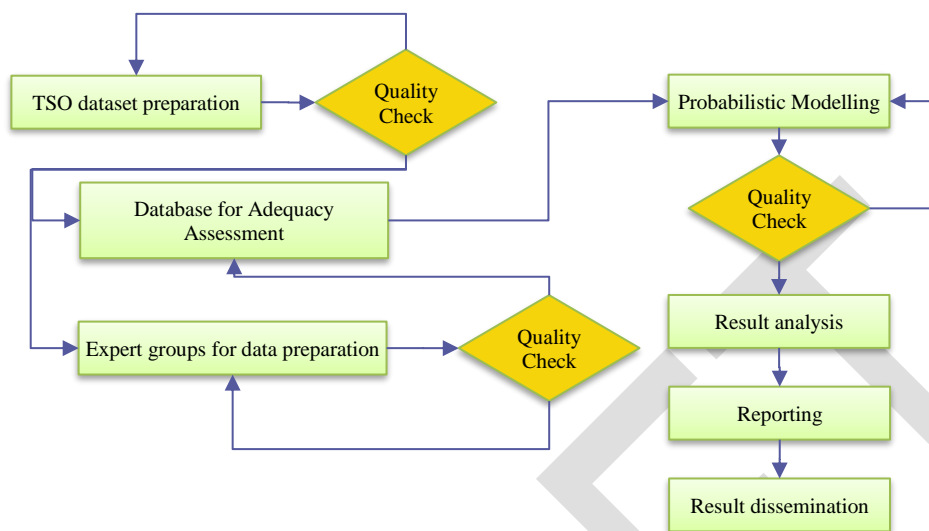 TSO dataset preparation
Quality
Check
Probabilistic Modelling
Database for Adequacy
Assessment
Quality
Check
Expert groups for data preparation
Quality
Check
Result analysis
Reporting
Result dissemination